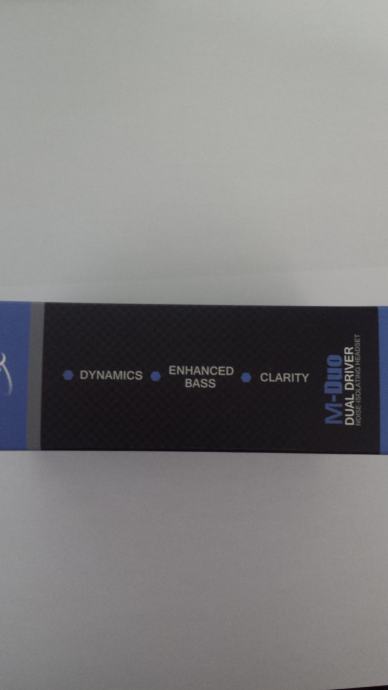 DYNAMICS
ENHANCED
BASS
CLARITY
M-Duo
DUAL DRIVER
NOISE-ISOLATING HEADSET